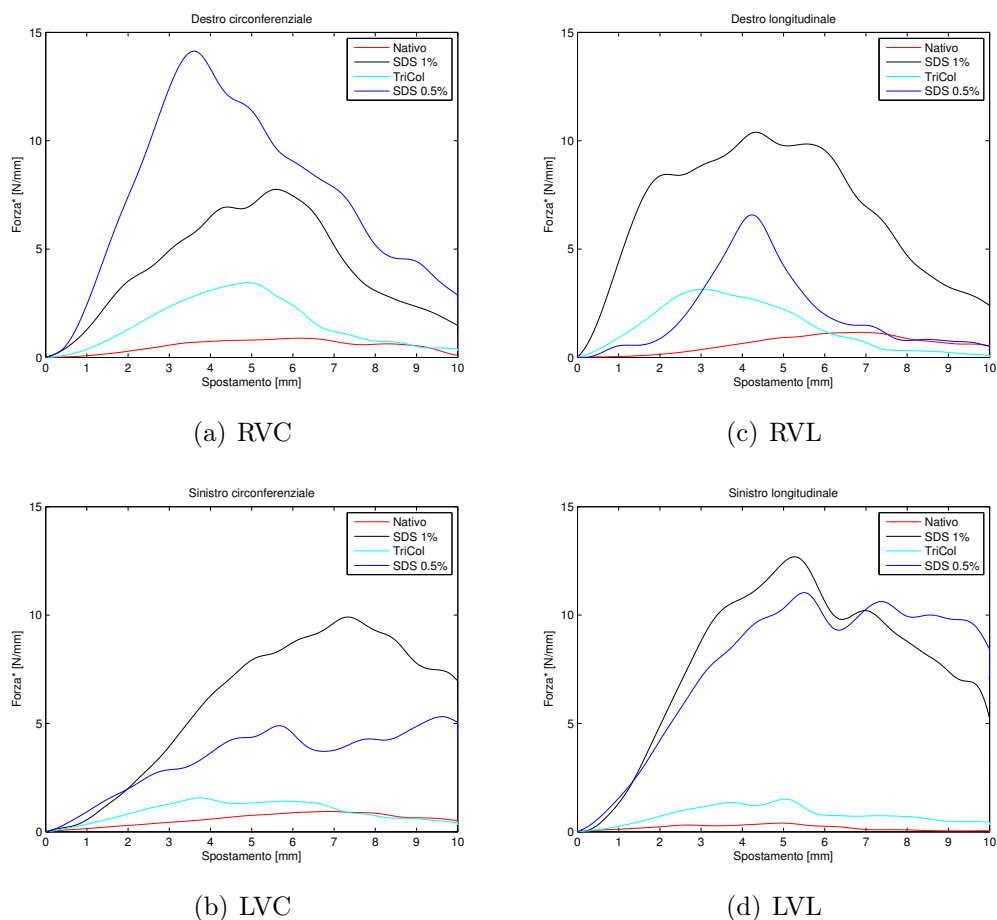 Destro circonferenziale
15
10
5
0
Forza* [N/mm]
Nativo
SDS 1%
TriCol
SDS 0.5%
0 1 2 3 4 5 6 7 8 9 10
Spostamento [mm]
(a) RVC
Destro longitudinale
15
10
5
0
Forza* [N/mm]
Nativo
SDS 1%
TriCol
SDS 0.5%
0 1 2 3 4 5 6 7 8 9 10
Spostamento [mm]
(c) RVL
Sinistro circonferenziale
15
10
5
0
Forza* [N/mm]
Nativo
SDS 1%
TriCol
SDS 0.5%
0 1 2 3 4 5 6 7 8 9 10
Spostamento [mm]
(b) LVC
Sinistro longitudinale
15
10
5
0
Forza* [N/mm]
Nativo
SDS 1%
TriCol
SDS 0.5%
0 1 2 3 4 5 6 7 8 9 10
Spostamento [mm]
(d) LVL